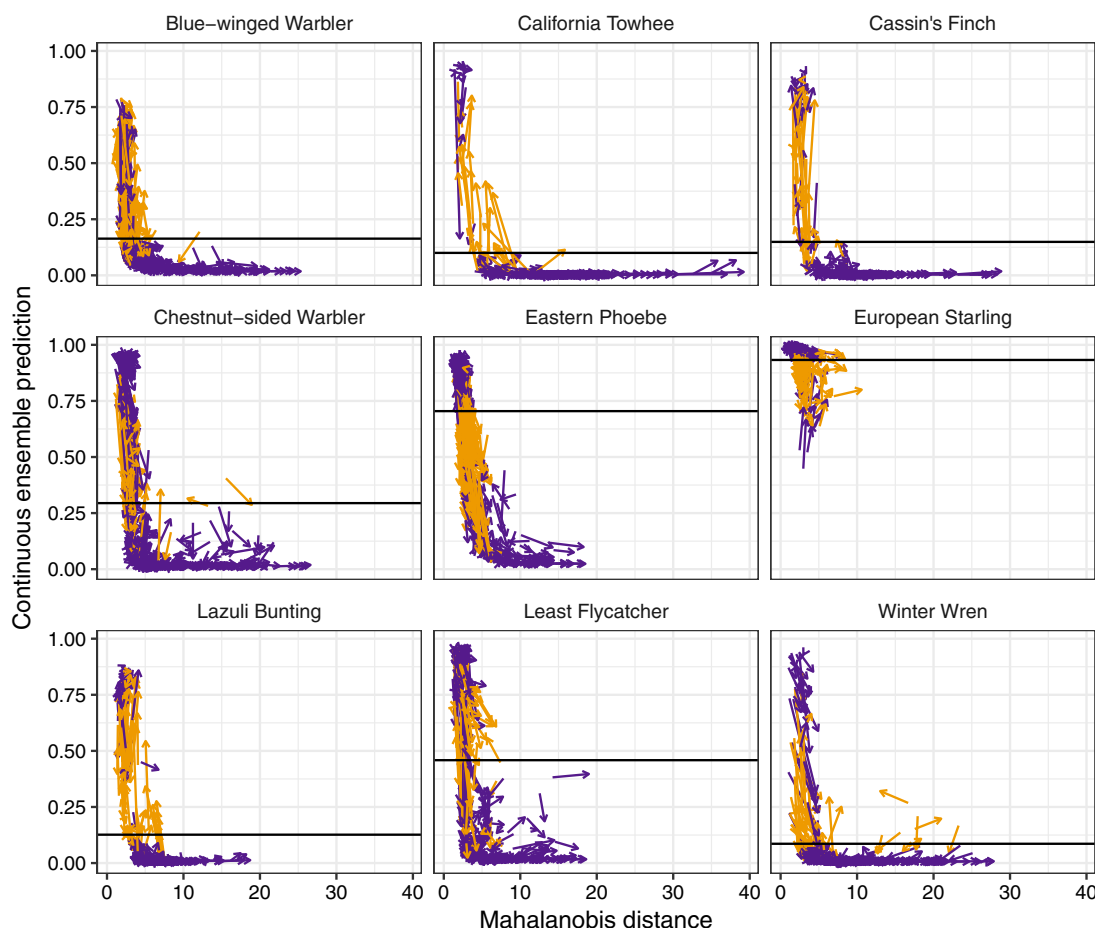 Blue−winged Warbler
California Towhee
Cassin's Finch
1.00
0.75
0.50
0.25
0.00
Chestnut−sided Warbler
Eastern Phoebe
European Starling
1.00
0.75
0.50
0.25
0.00
Continuous ensemble prediction
Lazuli Bunting
Least Flycatcher
Winter Wren
1.00
0.75
0.50
0.25
0.00
0 10 20 30 40 0 10 20 30 40 0 10 20 30 40
Mahalanobis distance